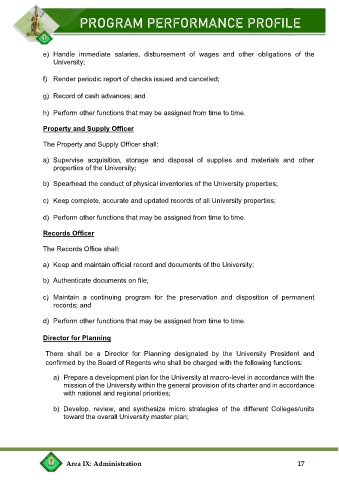 PROGRAM PERFORMANCE PROFILE
e) Handle immediate salaries, disbursement of wages and other obligations of the
University;
f) Render periodic report of checks issued and cancelled;
g) Record of cash advances; and
h) Perform other functions that may be assigned from time to time.
Property and Supply Officer
The Property and Supply Officer shall:
a) Supervise acquisition, storage and disposal of supplies and materials and other
properties of the University;
b) Spearhead the conduct of physical inventories of the University properties;
c) Keep complete, accurate and updated records of all University properties;
d) Perform other functions that may be assigned from time to time.
Records Officer
The Records Office shall:
a) Keep and maintain official record and documents of the University;
b) Authenticate documents on file;
c) Maintain a continuing program for the preservation and disposition of permanent
records; and
d) Perform other functions that may be assigned from time to time.
Director for Planning
There shall be a Director for Planning designated by the University President and
confirmed by the Board of Regents who shall be charged with the following functions:
a) Prepare a development plan for the University at macro-level in accordance with the
mission of the University within the general provision of its charter and in accordance
with national and regional priorities;
b) Develop, review, and synthesize micro strategies of the different Colleges/units
toward the overall University master plan;
Area IX: Administration 17